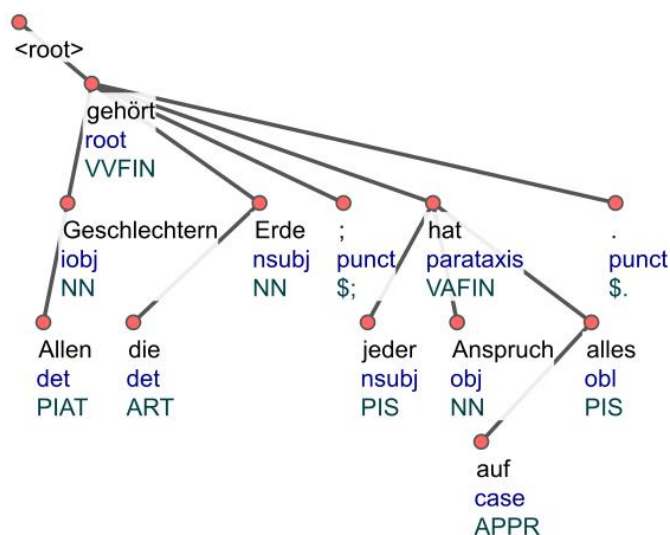 <root>
gehört
root
VVFIN
Geschlechtern Erde ; hat .
iobj nsubj punct parataxis punct
NN NN $; VAFIN $.
Allen die jeder Anspruch alles
det det nsubj obj obl
PIAT ART PIS NN PIS
auf
case
APPR